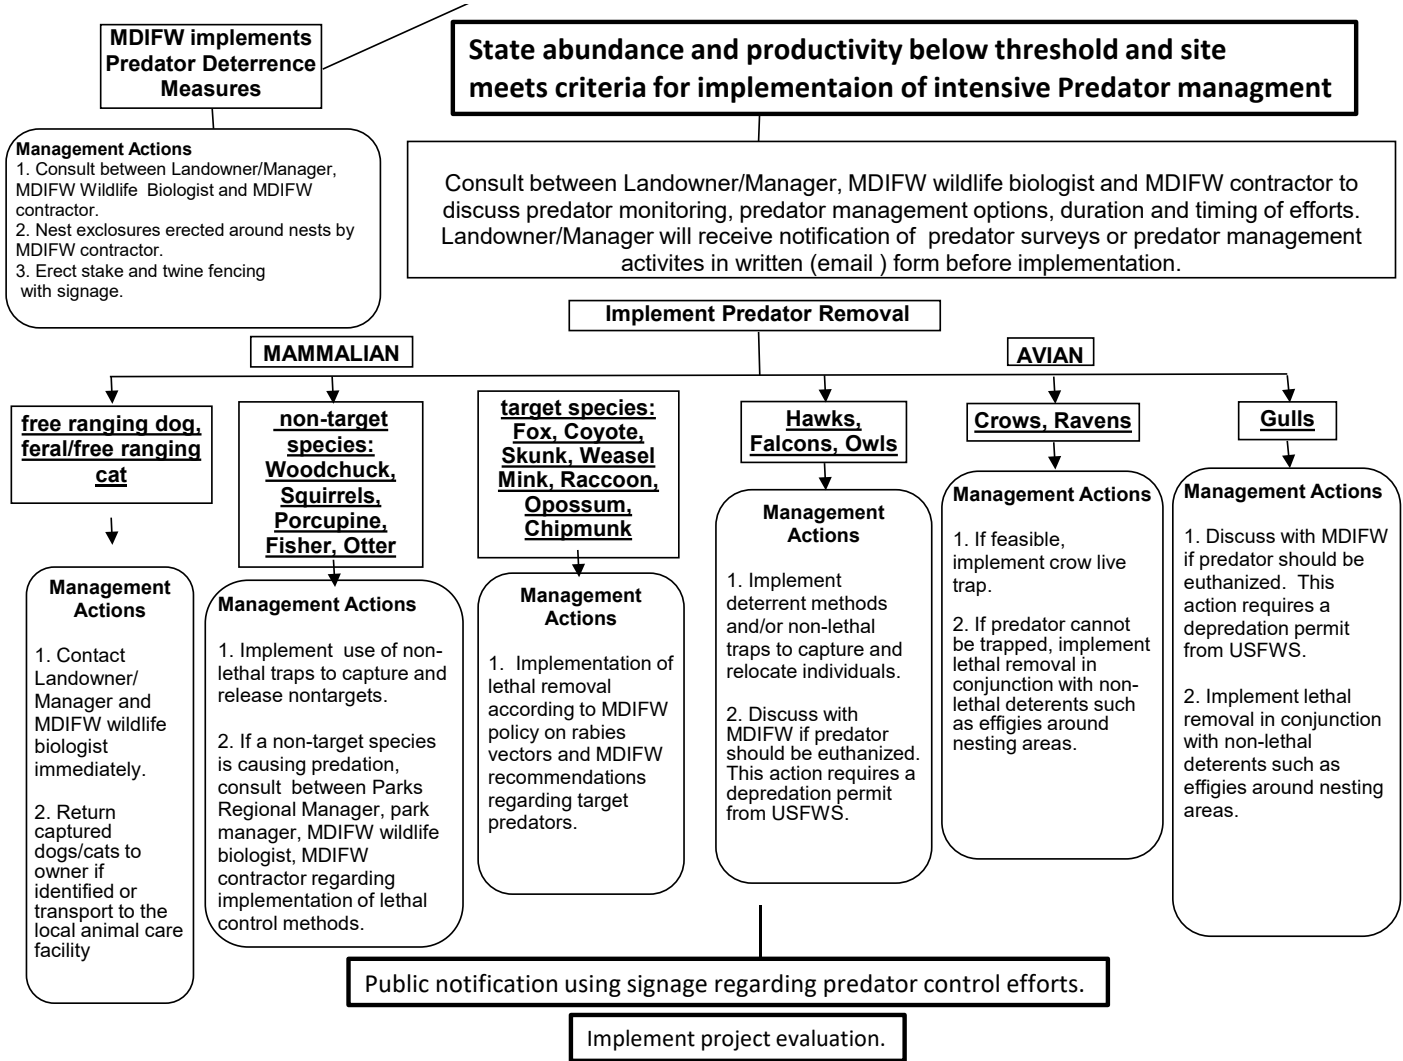 MDIFW implements
Predator Deterrence
Measures
State abundance and productivity below threshold and site
meets criteria for implementaion of intensive Predator managment
Management Actions
1. Consult between Landowner/Manager,
MDIFW Wildlife Biologist and MDIFW
contractor.
2. Nest exclosures erected around nests by
MDIFW contractor.
3. Erect stake and twine fencing
with signage.
Consult between Landowner/Manager, MDIFW wildlife biologist and MDIFW contractor to
discuss predator monitoring, predator management options, duration and timing of efforts.
Landowner/Manager will receive notification of predator surveys or predator management
activites in written (email ) form before implementation.
Implement Predator Removal
MAMMALIAN
AVIAN
free ranging dog,
feral/free ranging
cat
non-target
species:
Woodchuck,
Squirrels,
Porcupine,
Fisher, Otter
target species:
Fox, Coyote,
Skunk, Weasel
Mink, Raccoon,
Opossum,
Chipmunk
Hawks,
Falcons, Owls
Crows, Ravens
Gulls
Management
Actions
1. Contact
Landowner/
Manager and
MDIFW wildlife
biologist
immediately.
2. Return
captured
dogs/cats to
owner if
identified or
transport to the
local animal care
facility
Management Actions
1. Implement use of non-
lethal traps to capture and
release nontargets.
2. If a non-target species
is causing predation,
consult between Parks
Regional Manager, park
manager, MDIFW wildlife
biologist, MDIFW
contractor regarding
implementation of lethal
control methods.
Management
Actions
1. Implementation of
lethal removal
according to MDIFW
policy on rabies
vectors and MDIFW
recommendations
regarding target
predators.
Management
Actions
1. Implement
deterrent methods
and/or non-lethal
traps to capture and
relocate individuals.
2. Discuss with
MDIFW if predator
should be euthanized.
This action requires a
depredation permit
from USFWS.
Management Actions
1. If feasible,
implement crow live
trap.
2. If predator cannot
be trapped, implement
lethal removal in
conjunction with non-
lethal deterents such
as effigies around
nesting areas.
Management Actions
1. Discuss with MDIFW
if predator should be
euthanized. This
action requires a
depredation permit
from USFWS.
2. Implement lethal
removal in conjunction
with non-lethal
deterents such as
effigies around nesting
areas.
Public notification using signage regarding predator control efforts.
Implement project evaluation.